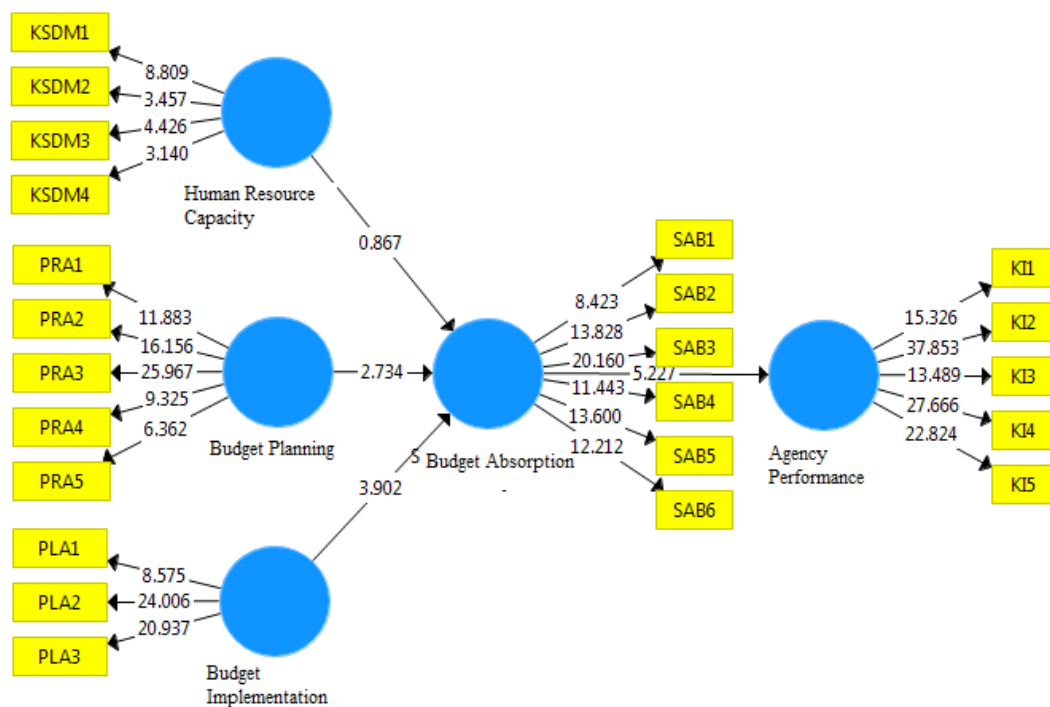 KSDM1
8.809
KSDM2
3.457
KSDM3
4.426
KSDM4
3.140
Human Resource
Capacity
0.867
PRA1
11.883
PRA2
16.156
PRA3
25.967
PRA4
9.325
PRA5
6.362
Budget Planning
2.734
PLA1
8.575
PLA2
24.006
PLA3
20.937
Budget
Implementation
3.902
S Budget Absorption
-
SAB1
8.423
SAB2
13.828
SAB3
20.160
5.227
SAB4
11.443
SAB5
13.600
SAB6
12.212
Agency
Performance
KI1
15.326
KI2
37.853
KI3
13.489
KI4
27.666
KI5
22.824